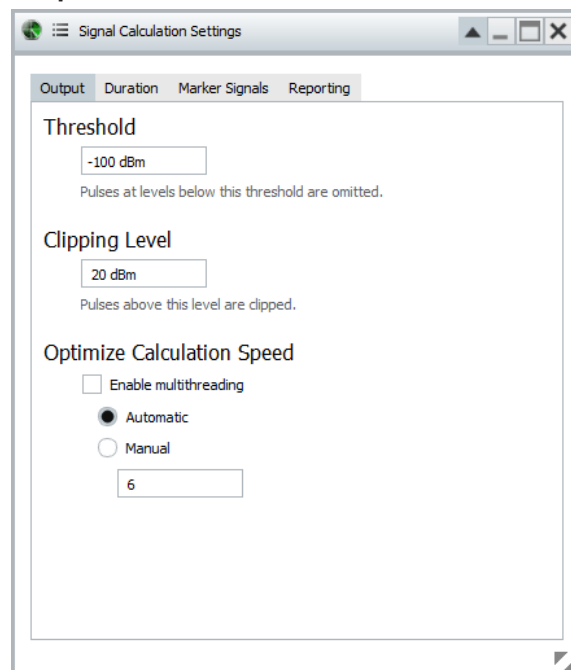 Signal Calculation Settings
Output Duration Marker Signals Reporting
Threshold
-100 dBm
Pulses at levels below this threshold are omitted.
Clipping Level
20 dBm
Pulses above this level are clipped.
Optimize Calculation Speed
Enable multithreading
Automatic
Manual
6